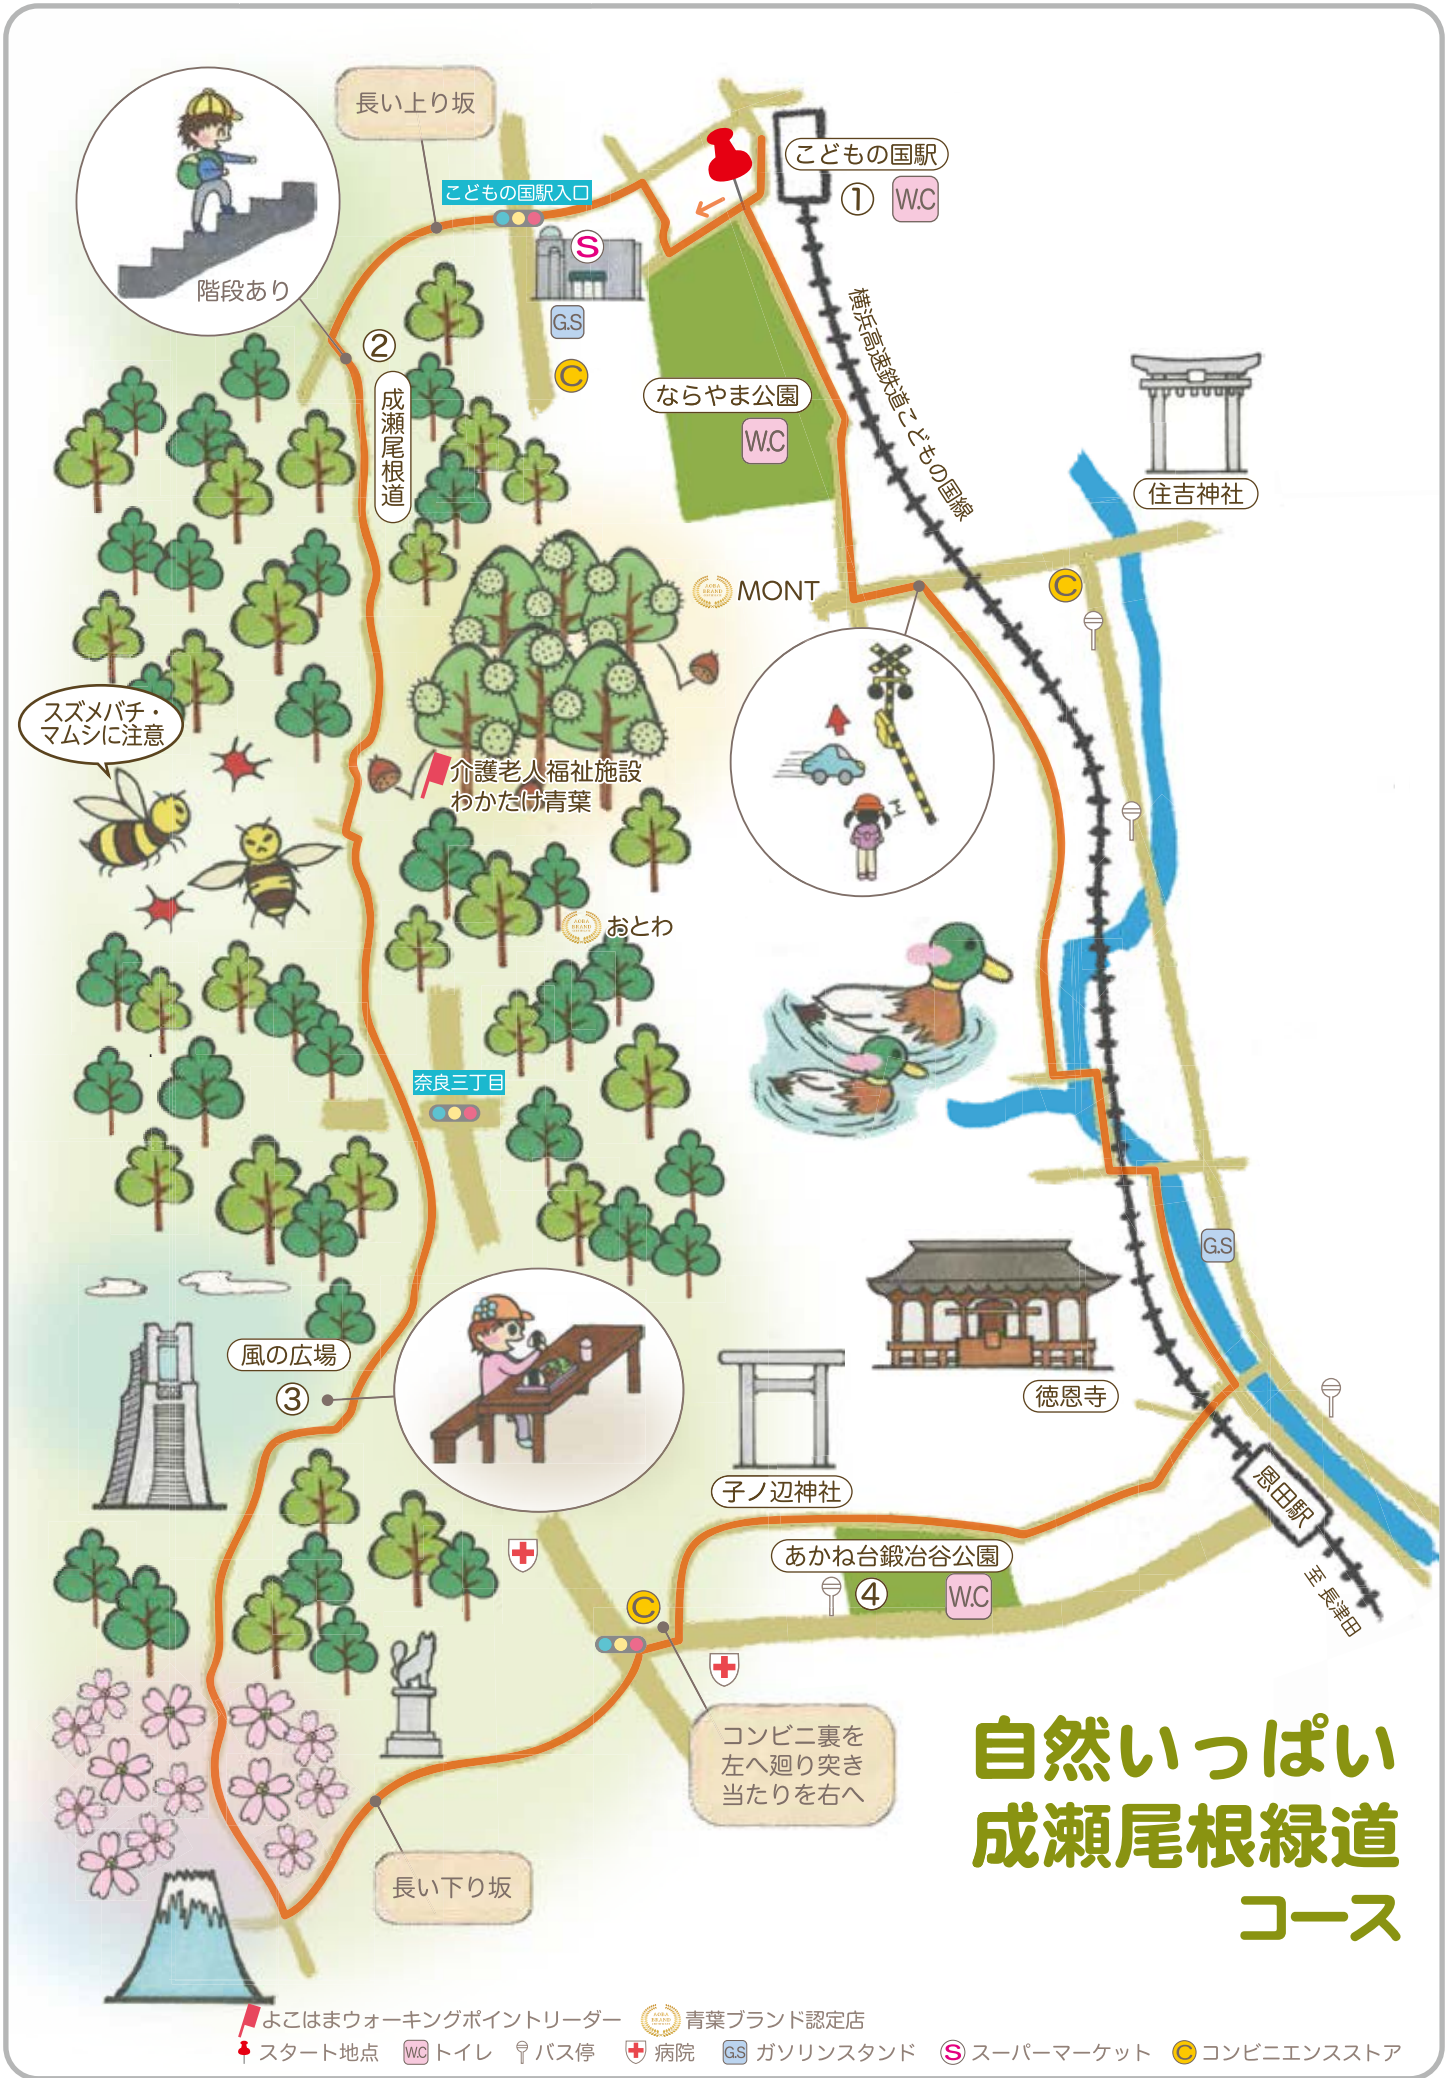 長い上り坂
こどもの国駅入口
こどもの国駅
① W.C
階段あり
S
G.S
C
②
成瀬尾根道
ならやま公園
W.C
横浜高速鉄道こどもの国線
住吉神社
C
MONT
スズメバチ・
マムシに注意
介護老人福祉施設
わかたけ青葉
おとわ
奈良三丁目
G.S
風の広場
③
徳恩寺
子ノ辺神社
恩田駅
至 長津田
あかね台鍛冶谷公園
④ W.C
C
コンビニ裏を
左へ廻り突き
当たりを右へ
長い下り坂
自然いっぱい
成瀬尾根緑道
コース
よこはまウォーキングポイントリーダー 青葉ブランド認定店
スタート地点 W.C トイレ バス停 病院 G.S ガソリンスタンド S スーパーマーケット C コンビニエンスストア